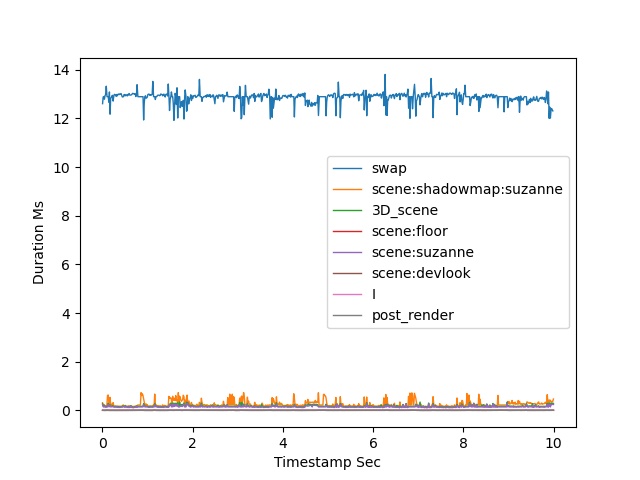 14
12
10
8
6
4
2
0
Duration Ms
swap
scene:shadowmap:suzanne
3D_scene
scene:floor
scene:suzanne
scene:devlook
I
post_render
0 2 4 6 8 10
Timestamp Sec